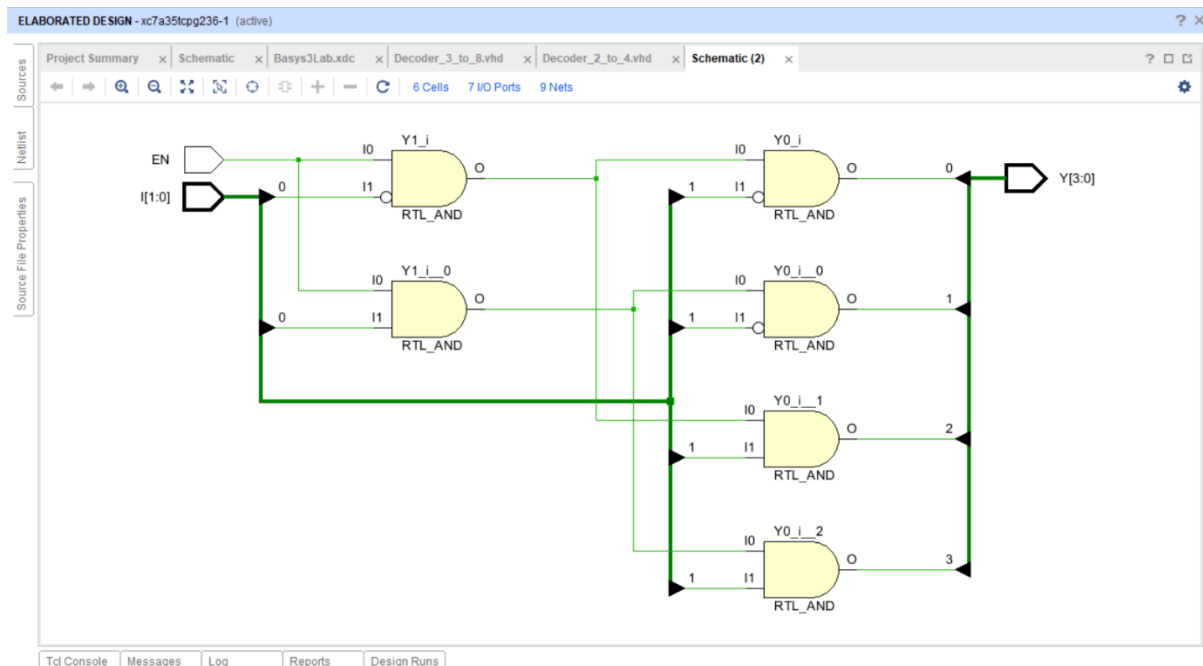 ELABORATED DESIGN - xc7a35tcpg236-1 (active)
? ×
Sources
Netlist
Source File Properties
Project Summary × Schematic × Basys3Lab.xdc × Decoder_3_to_8.vhd × Decoder_2_to_4.vhd × Schematic (2) ×
?
6 Cells 7 I/O Ports 9 Nets
EN
I[1:0]
Y1_i
I0
0 I1
O
RTL_AND
Y1_i__0
I0
0 I1
O
RTL_AND
Y0_i
I0
1 I1
O 0
RTL_AND
Y[3:0]
Y0_i__0
I0
1 I1
O 1
RTL_AND
Y0_i__1
I0
1 I1
O 2
RTL_AND
Y0_i__2
I0
1 I1
O 3
RTL_AND
Tcl Console Messages Log Reports Design Runs